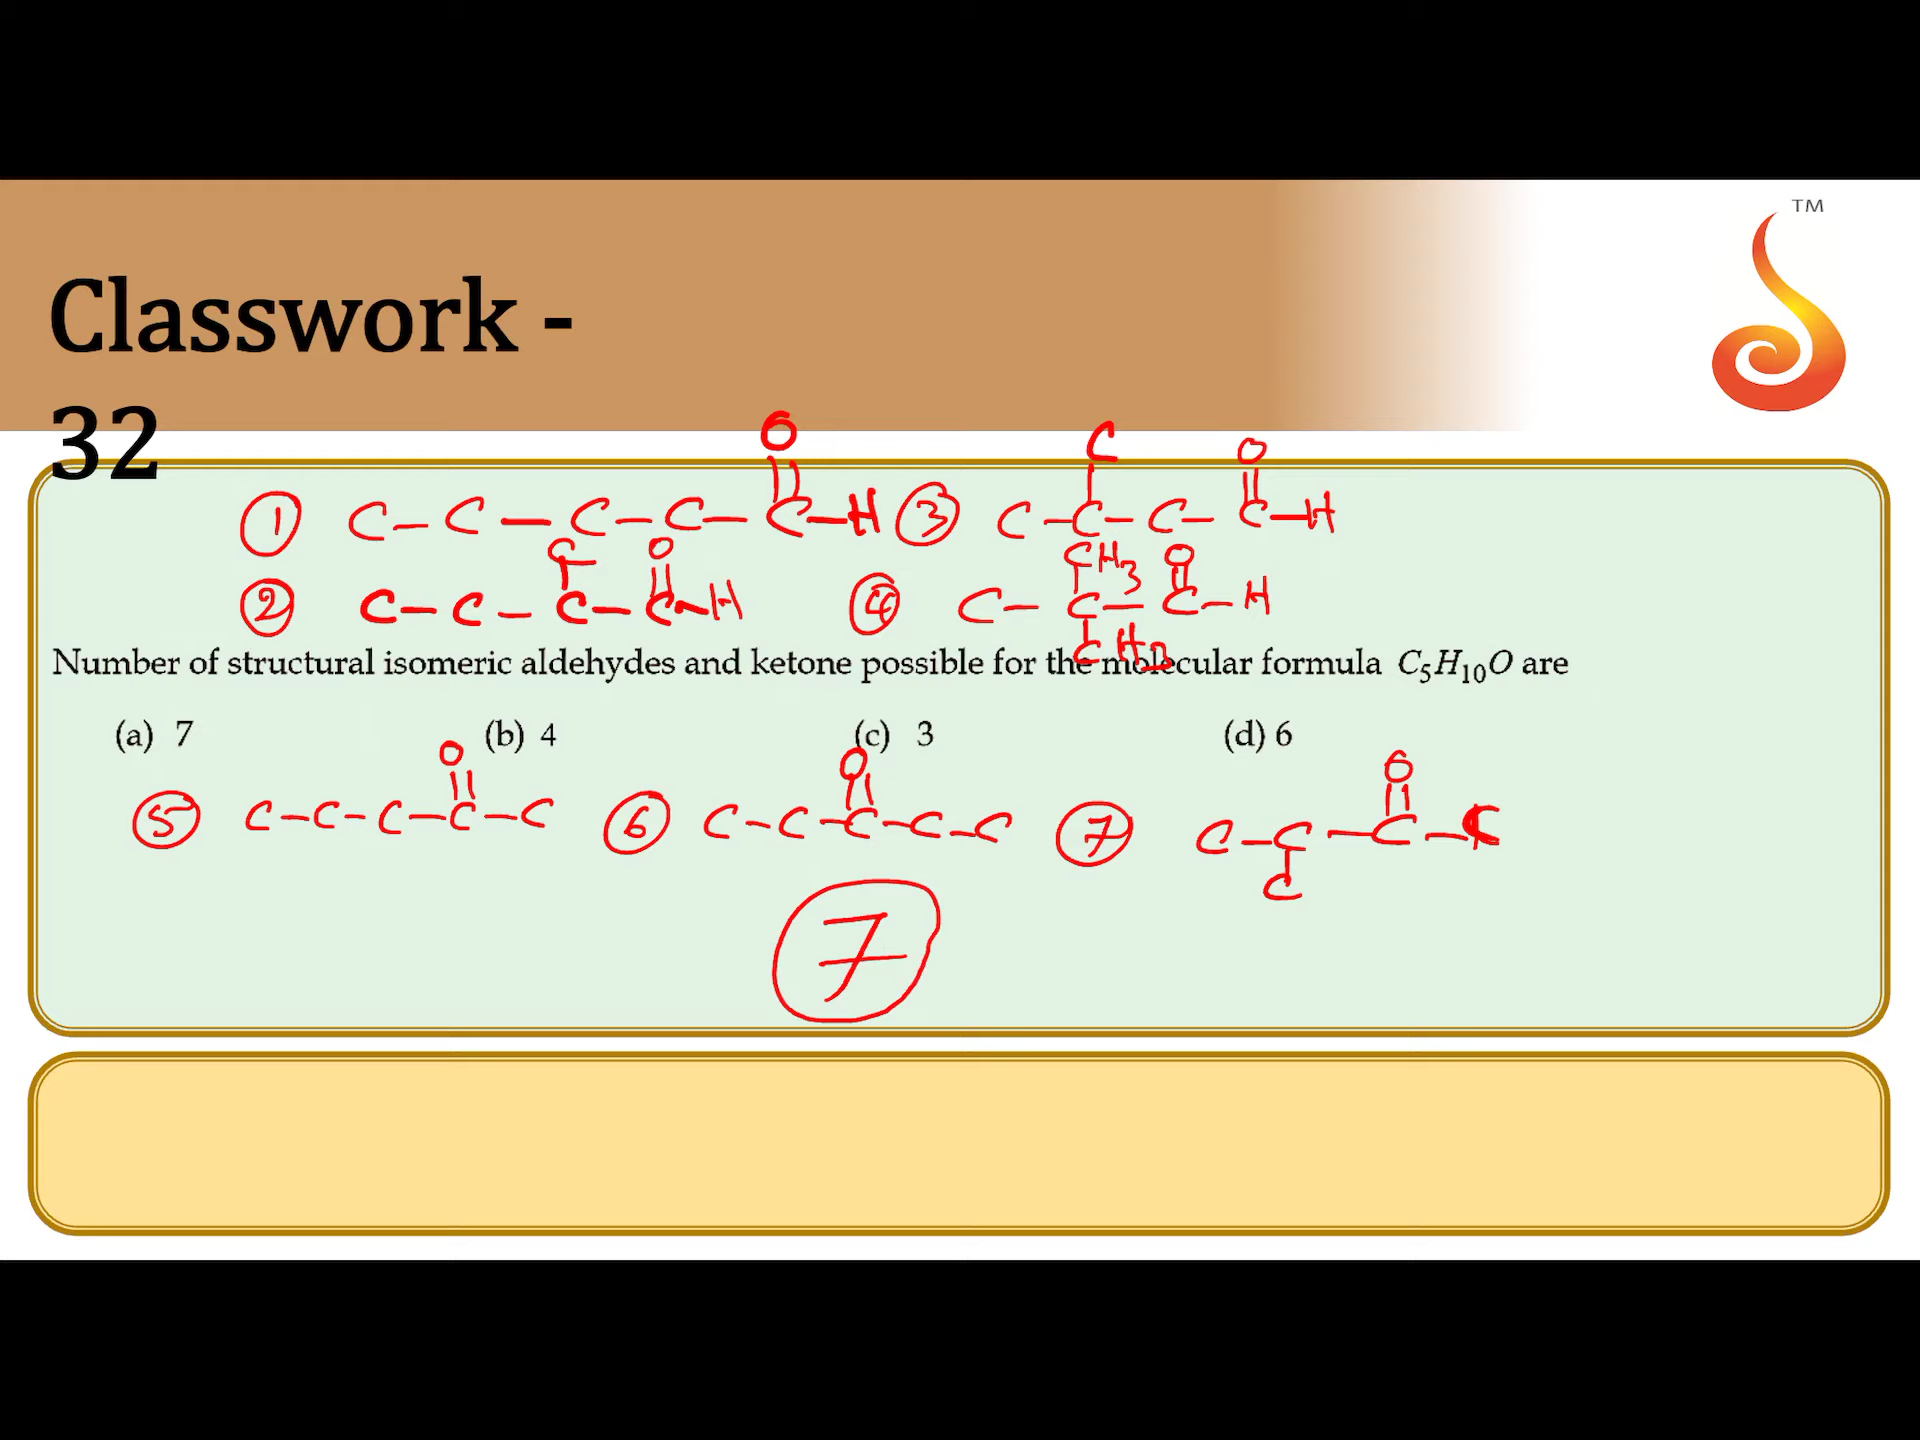 TM
Classwork -
32
O C O
① C-C-C-C-C-H ③ C-C-C-C-H
C O CH3 O
② C-C-C-C-H ④ C-C-C-H
CH3
Number of structural isomeric aldehydes and ketone possible for the molecular formula C5H10O are
(a) 7 (b) 4 (c) 3 (d) 6
O O O
⑤ C-C-C-C-C ⑥ C-C-C-C-C ⑦ C-C-C-C
C
7